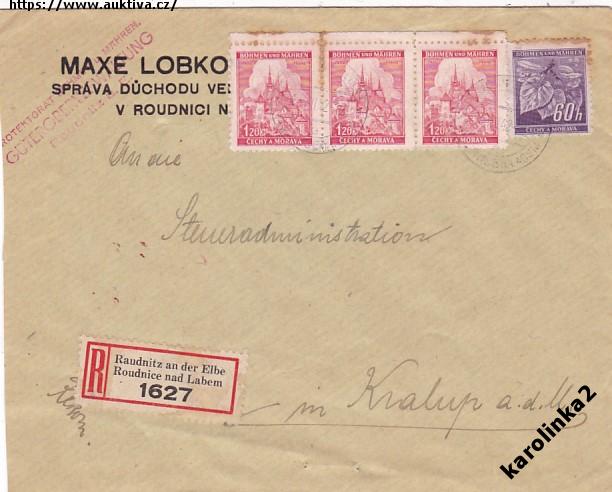 https://www.auktiva.cz/
MÄHREN.
MAXE LOBKO
SPRÁVA DŮCHODU VE
V ROUDNICI N
BÖHMEN UND MÄHREN
1.20K
ČECHY A MORAVA
BÖHMEN UND MÄHREN
1.20K
ČECHY A MORAVA
BÖHMEN UND MÄHREN
1.20K
ČECHY A MORAVA
BÖHMEN UND MÄHREN
60h
ČECHY A MORAVA
An die
Steueradministration
R
Raudnitz an der Elbe
Roudnice nad Labem
1627
in Kralup a.d.M.
karolinka2